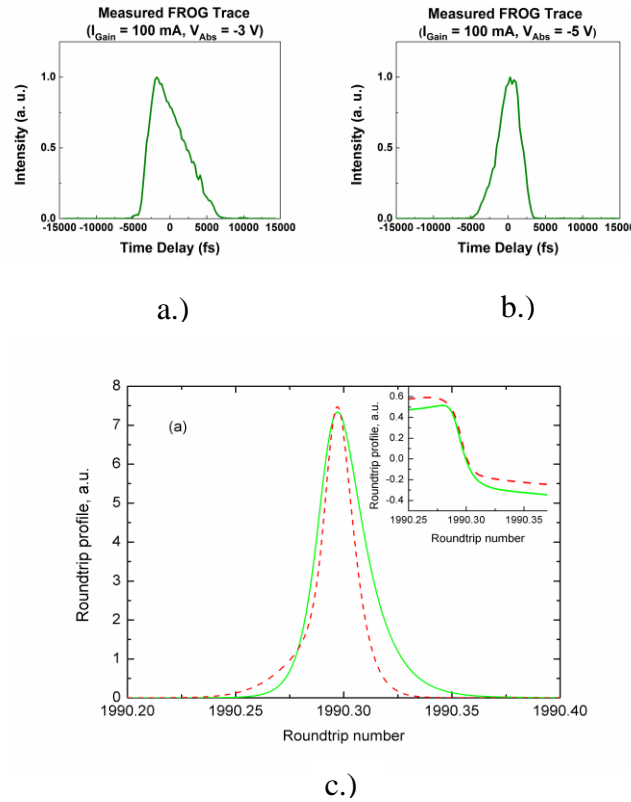 Measured FROG Trace
(I_Gain = 100 mA, V_Abs = -3 V)
1.0
0.5
0.0
Intensity (a. u.)
-15000 -10000 -5000 0 5000 10000 15000
Time Delay (fs)
a.)
Measured FROG Trace
(I_Gain = 100 mA, V_Abs = -5 V)
1.0
0.5
0.0
Intensity (a. u.)
-15000 -10000 -5000 0 5000 10000 15000
Time Delay (fs)
b.)
(a)
8
7
6
5
4
3
2
1
0
Roundtrip profile, a.u.
1990.20 1990.25 1990.30 1990.35 1990.40
Roundtrip number
0.6
0.4
0.2
0.0
-0.2
-0.4
Roundtrip profile, a.u.
1990.25 1990.30 1990.35
Roundtrip number
c.)